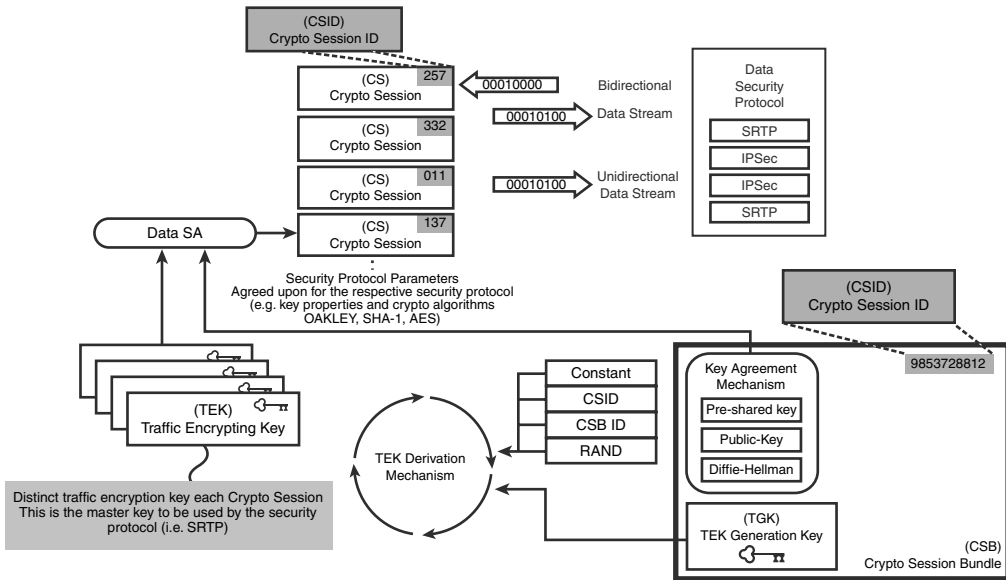 (CSID)
Crypto Session ID
(CS)
Crypto Session
257
00010000
Bidirectional
00010100
Data Stream
(CS)
Crypto Session
332
(CS)
Crypto Session
011
00010100
Unidirectional
Data Stream
(CS)
Crypto Session
137
Data
Security
Protocol
SRTP
IPSec
IPSec
SRTP
Data SA
Security Protocol Parameters
Agreed upon for the respective security protocol
(e.g. key properties and crypto algorithms
OAKLEY, SHA-1, AES)
(CSID)
Crypto Session ID
9853728812
(TEK)
Traffic Encrypting Key
Distinct traffic encryption key each Crypto Session
This is the master key to be used by the security
protocol (i.e. SRTP)
TEK Derivation
Mechanism
Constant
CSID
CSB ID
RAND
Key Agreement
Mechanism
Pre-shared key
Public-Key
Diffie-Hellman
(TGK)
TEK Generation Key
(CSB)
Crypto Session Bundle